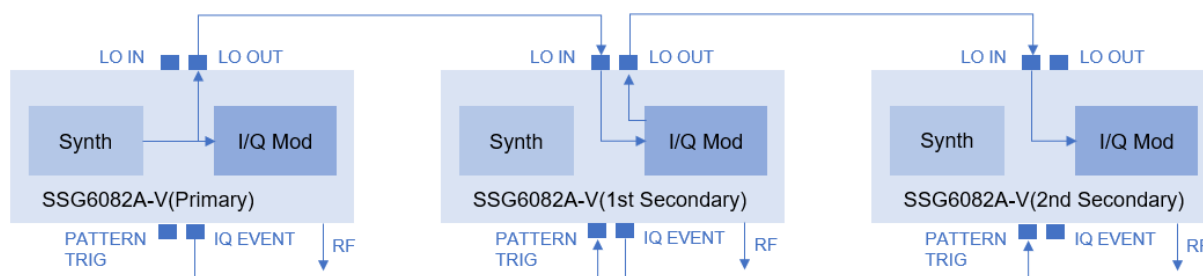 LO IN LO OUT LO IN LO OUT LO IN LO OUT
Synth I/Q Mod Synth I/Q Mod Synth I/Q Mod
SSG6082A-V(Primary) SSG6082A-V(1st Secondary) SSG6082A-V(2nd Secondary)
PATTERN IQ EVENT RF PATTERN IQ EVENT RF PATTERN IQ EVENT RF
TRIG TRIG TRIG